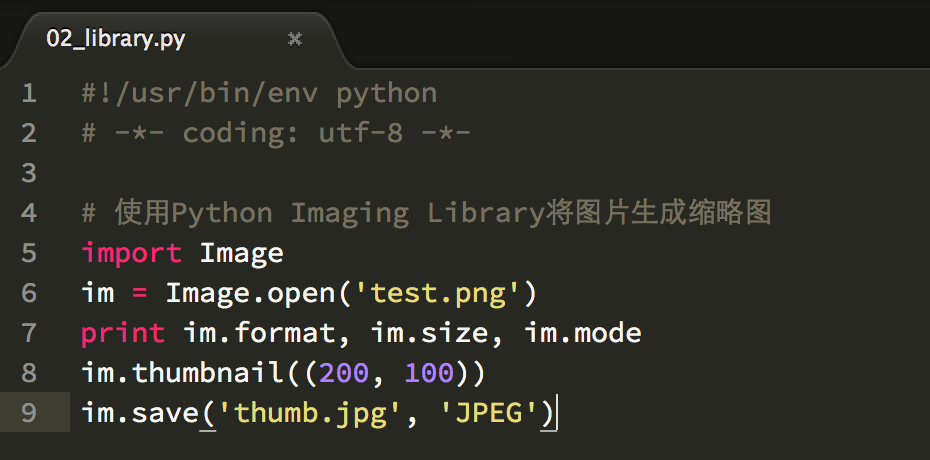 02_library.py ×
1 #!/usr/bin/env python
2 # -*- coding: utf-8 -*-
3
4 # 使用Python Imaging Library将图片生成缩略图
5 import Image
6 im = Image.open('test.png')
7 print im.format, im.size, im.mode
8 im.thumbnail((200, 100))
9 im.save('thumb.jpg', 'JPEG')